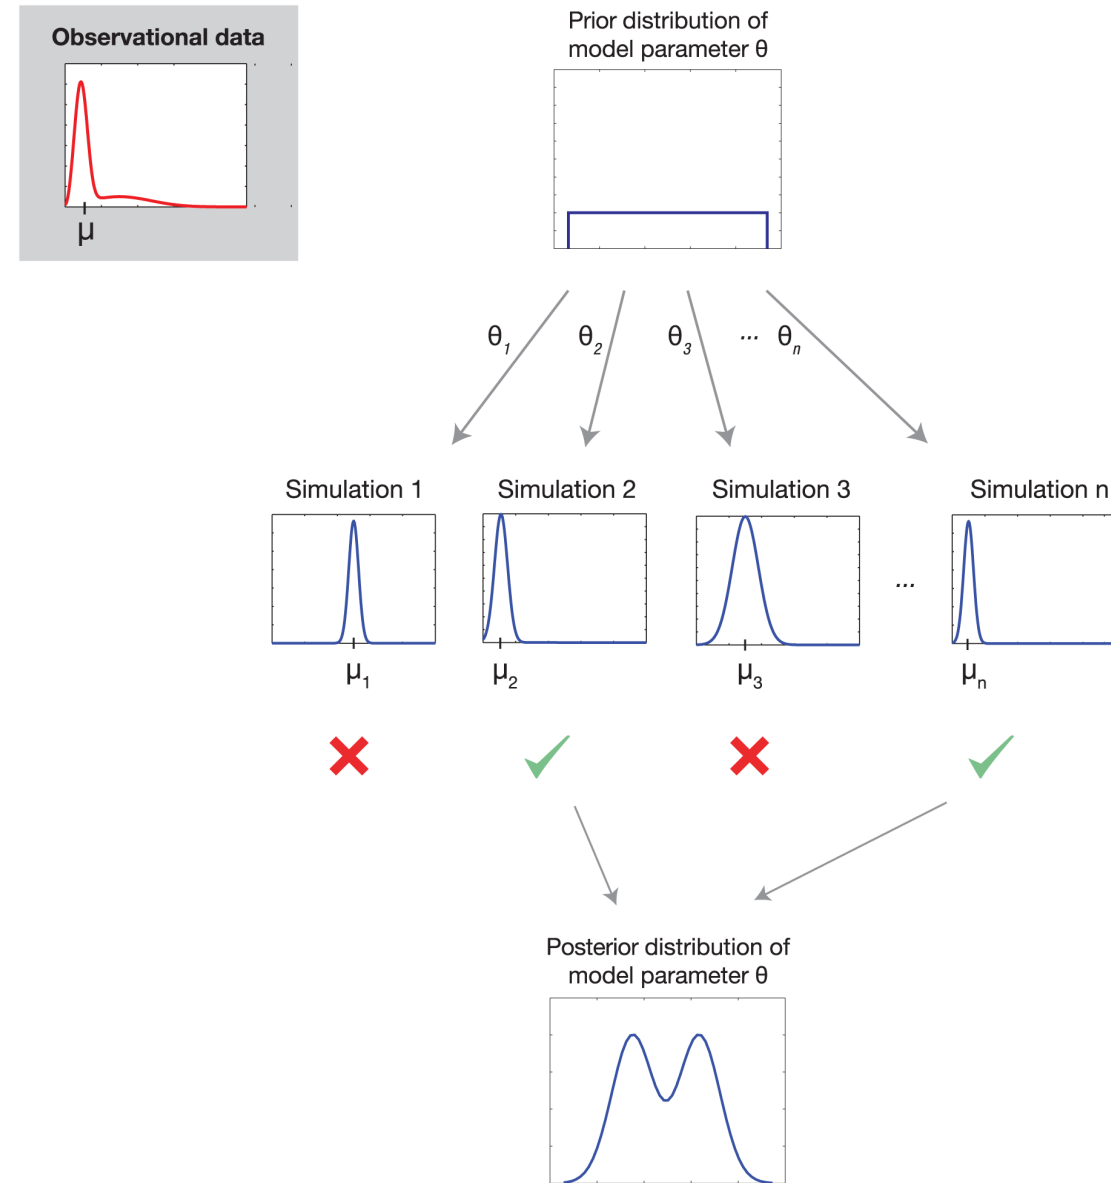 Observational data
μ
Prior distribution of
model parameter θ
θ1
θ2
θ3
...
θn
Simulation 1
Simulation 2
Simulation 3
Simulation n
...
μ1
μ2
μ3
μn
Posterior distribution of
model parameter θ